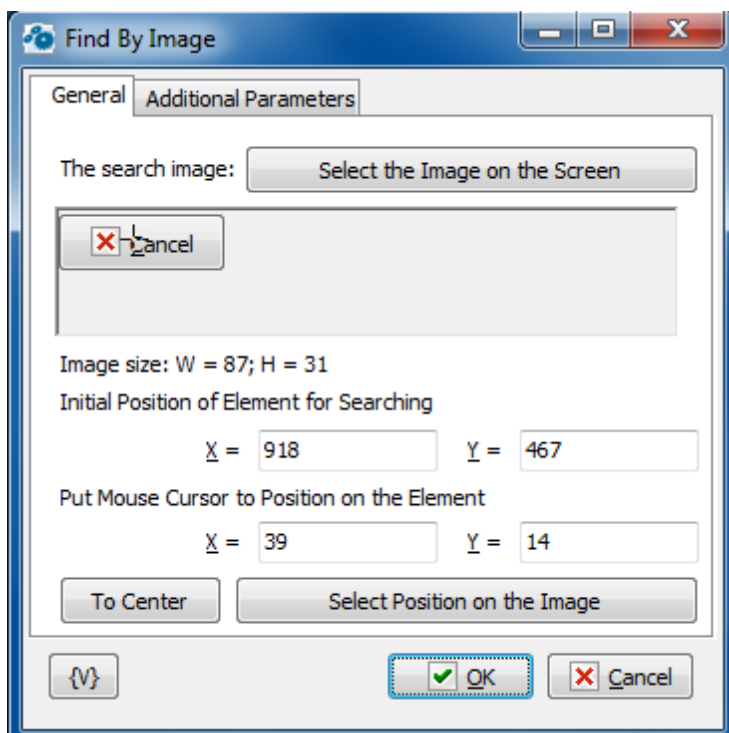 Find By Image
General Additional Parameters
The search image: Select the Image on the Screen
Cancel
Image size: W = 87; H = 31
Initial Position of Element for Searching
X = 918 Y = 467
Put Mouse Cursor to Position on the Element
X = 39 Y = 14
To Center Select Position on the Image
{V} OK Cancel